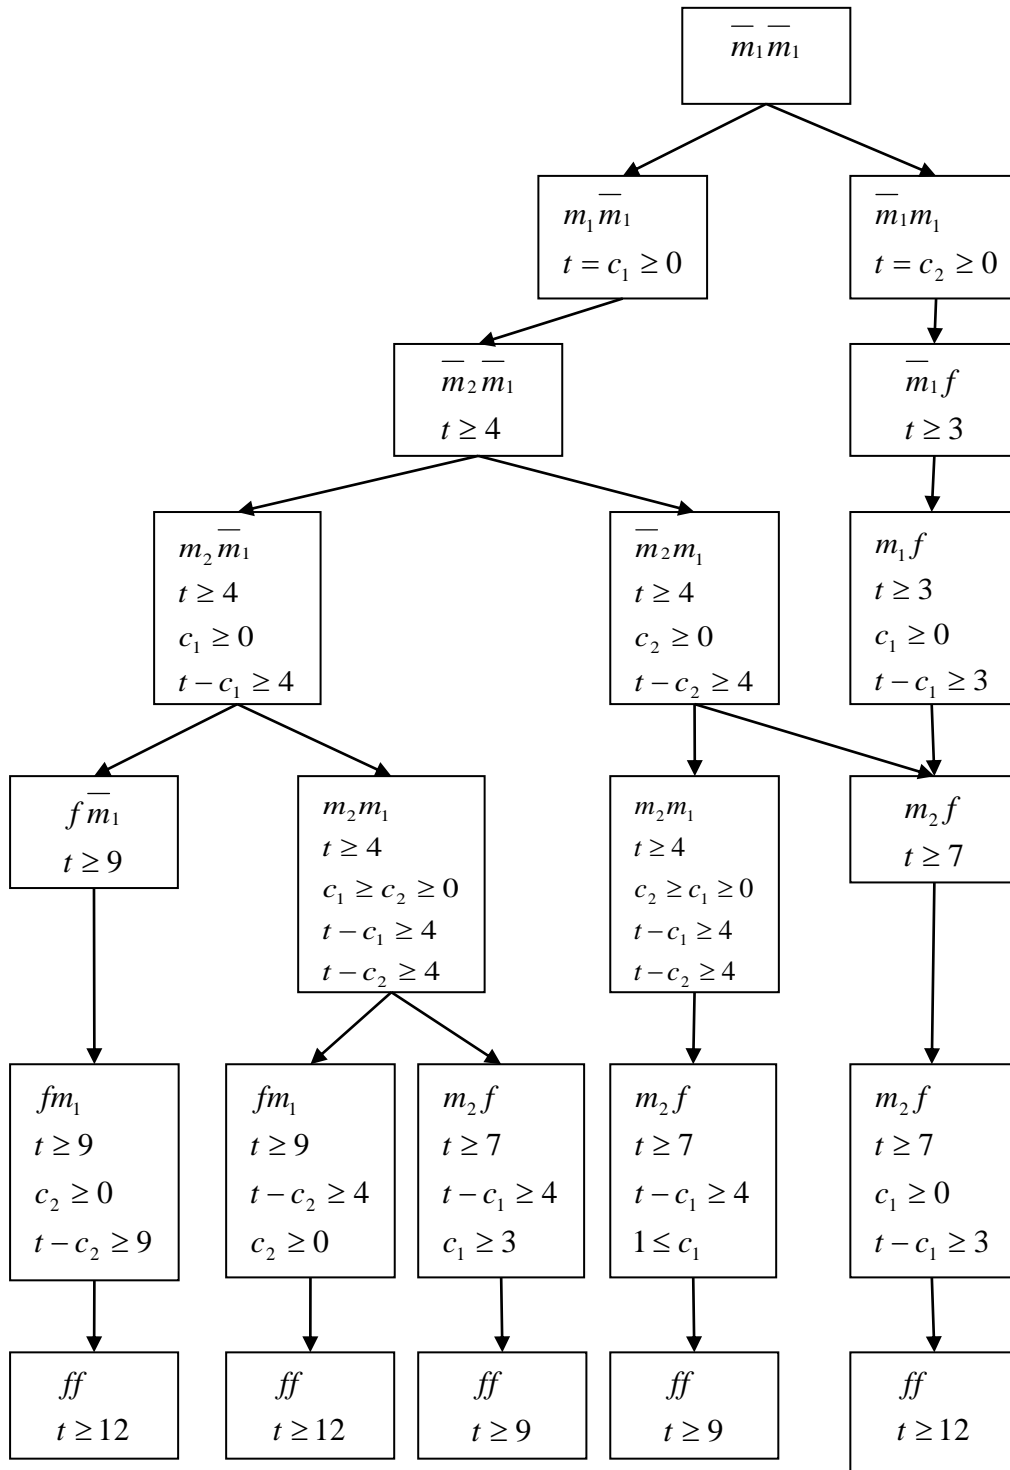 m̅₁m̅₁
m₁m̅₁
t = c₁ ≥ 0
m̅₁m₁
t = c₂ ≥ 0
m̅₂m̅₁
t ≥ 4
m̅₁f
t ≥ 3
m₂m̅₁
t ≥ 4
c₁ ≥ 0
t − c₁ ≥ 4
m̅₂m₁
t ≥ 4
c₂ ≥ 0
t − c₂ ≥ 4
m₁f
t ≥ 3
c₁ ≥ 0
t − c₁ ≥ 3
fm̅₁
t ≥ 9
m₂m₁
t ≥ 4
c₁ ≥ c₂ ≥ 0
t − c₁ ≥ 4
t − c₂ ≥ 4
m₂m₁
t ≥ 4
c₂ ≥ c₁ ≥ 0
t − c₁ ≥ 4
t − c₂ ≥ 4
m₂f
t ≥ 7
fm₁
t ≥ 9
c₂ ≥ 0
t − c₂ ≥ 9
fm₁
t ≥ 9
t − c₂ ≥ 4
c₂ ≥ 0
m₂f
t ≥ 7
t − c₁ ≥ 4
c₁ ≥ 3
m₂f
t ≥ 7
t − c₁ ≥ 4
1 ≤ c₁
m₂f
t ≥ 7
c₁ ≥ 0
t − c₁ ≥ 3
ff
t ≥ 12
ff
t ≥ 12
ff
t ≥ 9
ff
t ≥ 9
ff
t ≥ 12